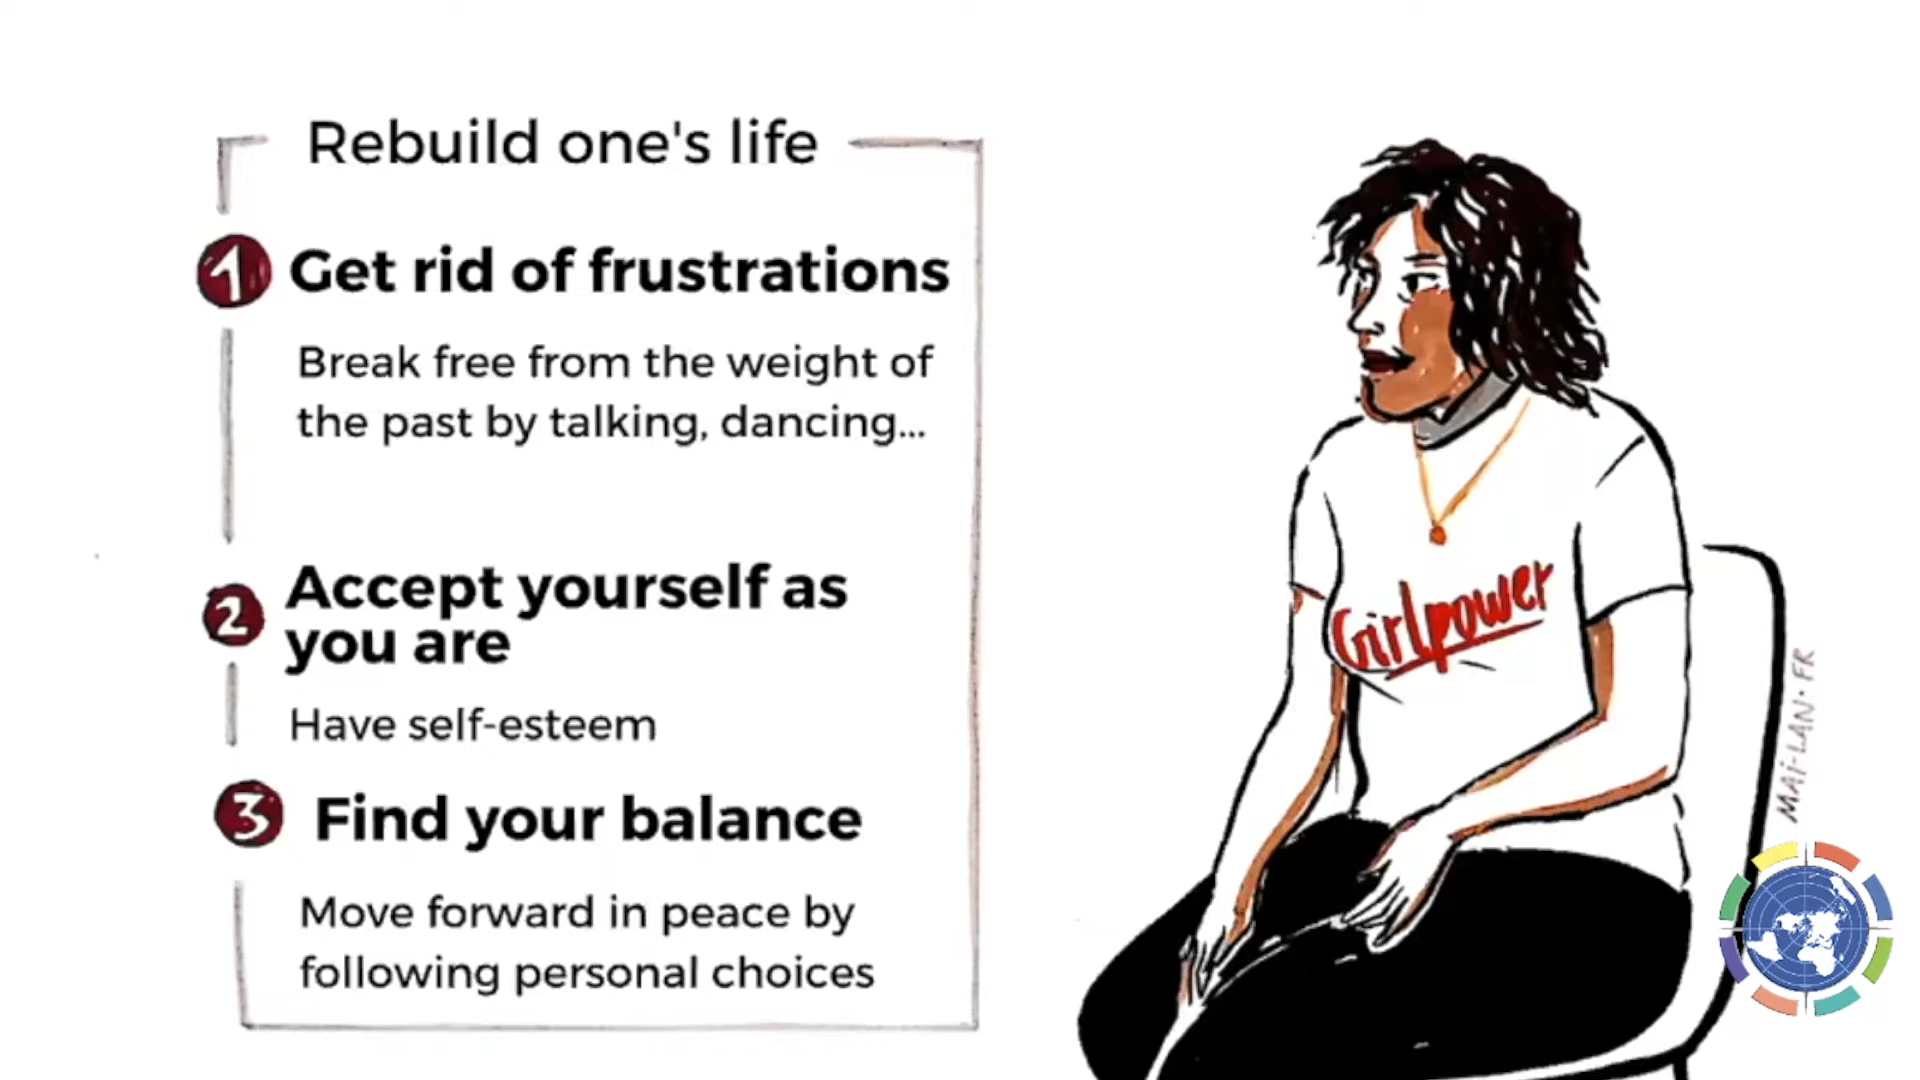 Rebuild one's life
1 Get rid of frustrations
Break free from the weight of
the past by talking, dancing...
2 Accept yourself as
you are
Have self-esteem
3 Find your balance
Move forward in peace by
following personal choices
Girlpower
MAI-LAN.FR